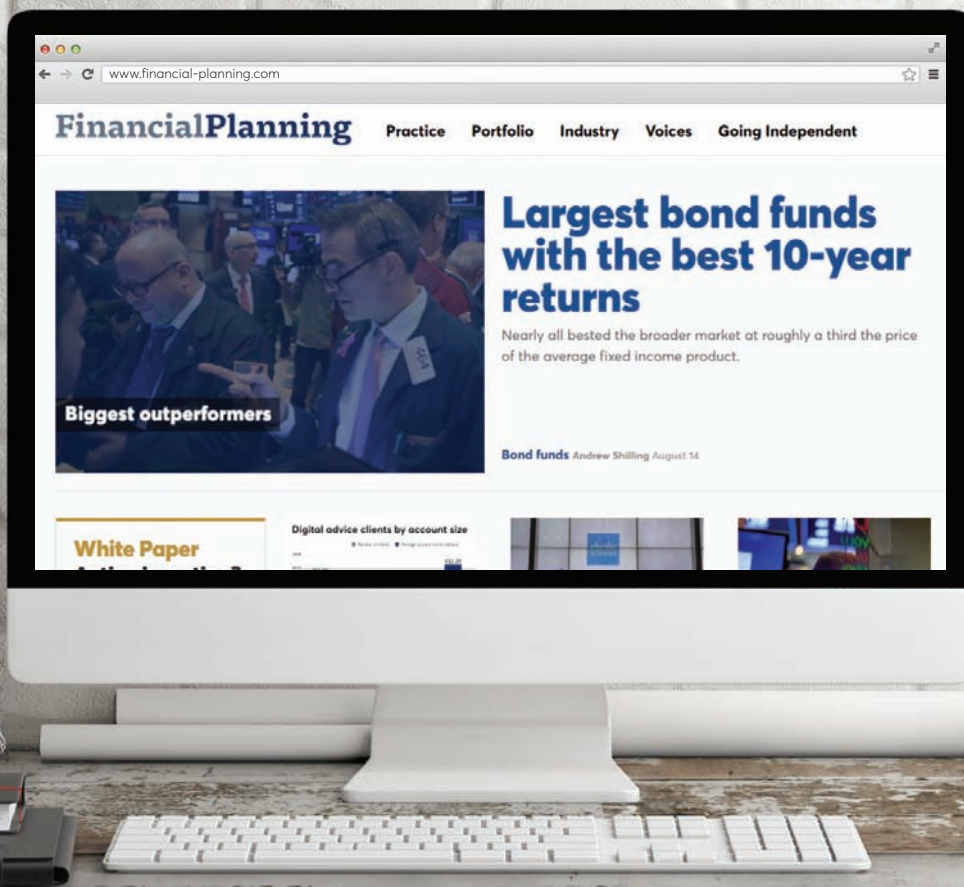 www.financial-planning.com
FinancialPlanning
Practice Portfolio Industry Voices Going Independent
Largest bond funds
with the best 10-year
returns
Nearly all bested the broader market at roughly a third the price
of the average fixed income product.
Biggest outperformers
Bond funds Andrew Shilling August 14
White Paper
Digital advice clients by account size